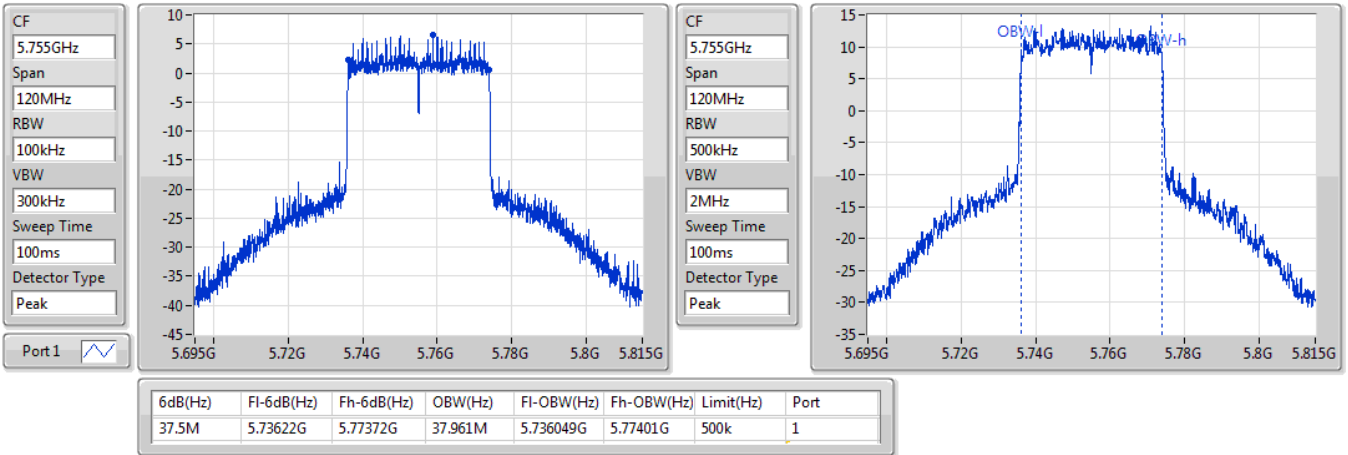 CF
5.755GHz
Span
120MHz
RBW
100kHz
VBW
300kHz
Sweep Time
100ms
Detector Type
Peak
Port 1
10
5
0
-5
-10
-15
-20
-25
-30
-35
-40
-45
5.695G 5.72G 5.74G 5.76G 5.78G 5.8G 5.815G
CF
5.755GHz
Span
120MHz
RBW
500kHz
VBW
2MHz
Sweep Time
100ms
Detector Type
Peak
15
10
5
0
-5
-10
-15
-20
-25
-30
-35
OBW-l OBW-h
5.695G 5.72G 5.74G 5.76G 5.78G 5.8G 5.815G
6dB(Hz) Fl-6dB(Hz) Fh-6dB(Hz) OBW(Hz) Fl-OBW(Hz) Fh-OBW(Hz) Limit(Hz) Port
37.5M 5.73622G 5.77372G 37.961M 5.736049G 5.77401G 500k 1